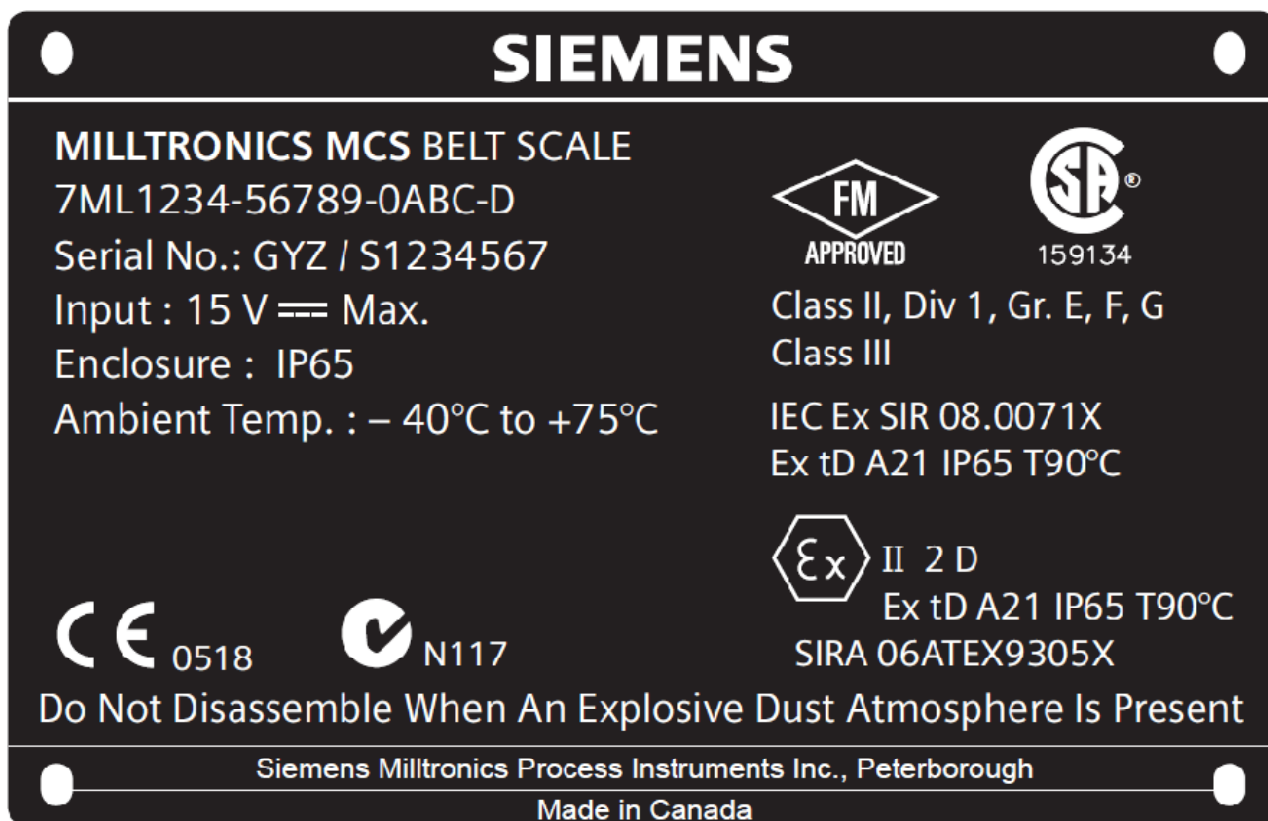 SIEMENS
MILLTRONICS MCS BELT SCALE
7ML1234-56789-0ABC-D
Serial No.: GYZ / S1234567
Input : 15 V ⎓ Max.
Enclosure : IP65
Ambient Temp. : – 40°C to +75°C
FM
APPROVED
SA ®
159134
Class II, Div 1, Gr. E, F, G
Class III
IEC Ex SIR 08.0071X
Ex tD A21 IP65 T90°C
Ex II 2 D
Ex tD A21 IP65 T90°C
SIRA 06ATEX9305X
CE 0518
N117
Do Not Disassemble When An Explosive Dust Atmosphere Is Present
Siemens Milltronics Process Instruments Inc., Peterborough
Made in Canada